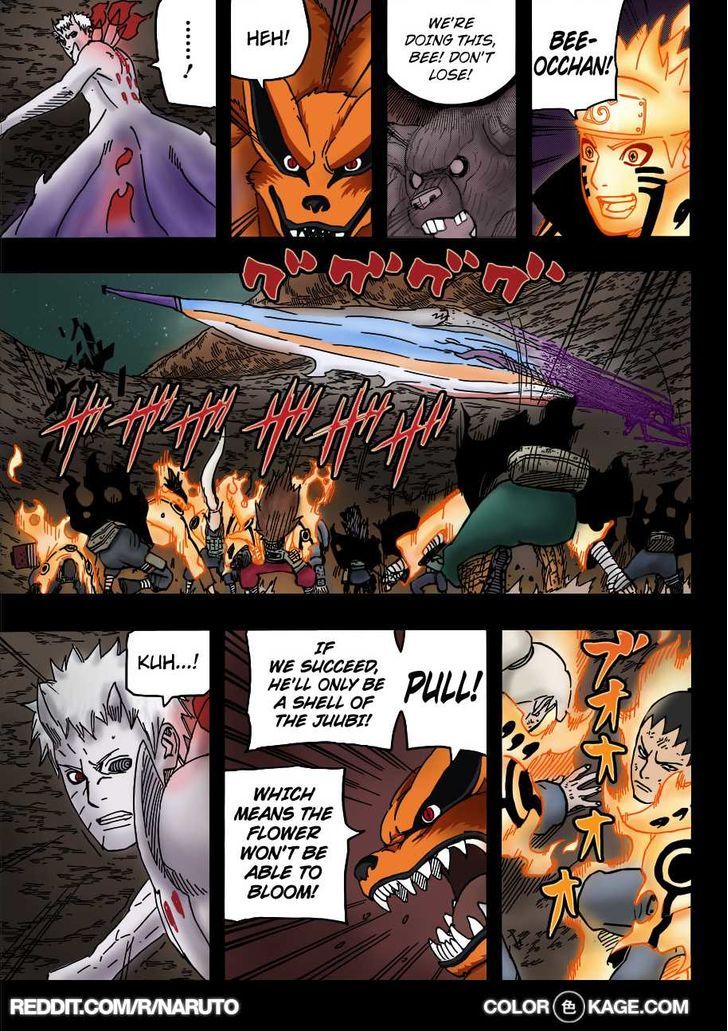 BEE-
OCCHAN!
WE'RE
DOING THIS,
BEE! DON'T
LOSE!
HEH!
......!
グググググ
ザザザザザザ
ブオオオオオ
PULL!
IF
WE SUCCEED,
HE'LL ONLY BE
A SHELL OF
THE JUUBI!
WHICH
MEANS THE
FLOWER
WON'T BE
ABLE TO
BLOOM!
KUH...!
REDDIT.COM/R/NARUTO
COLOR 色 KAGE.COM